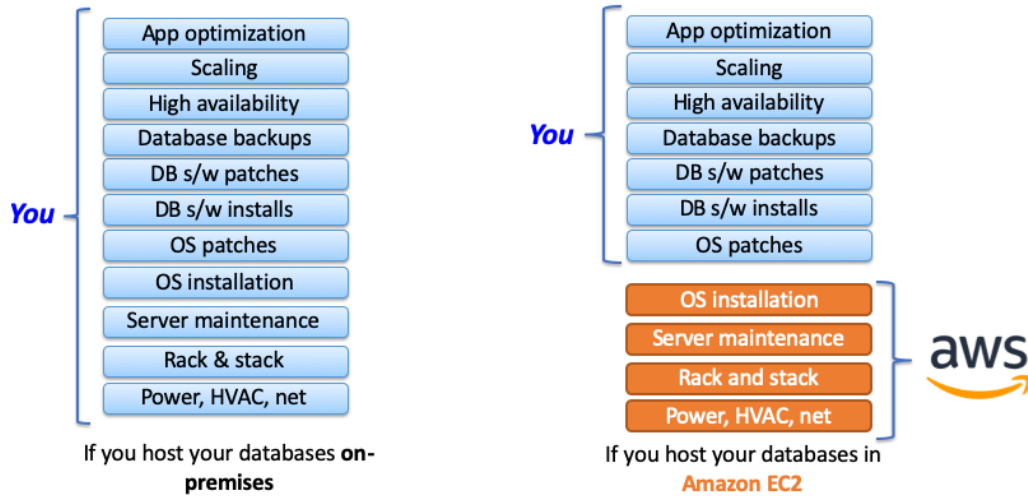 You
App optimization
Scaling
High availability
Database backups
DB s/w patches
DB s/w installs
OS patches
OS installation
Server maintenance
Rack & stack
Power, HVAC, net
If you host your databases on-
premises
You
App optimization
Scaling
High availability
Database backups
DB s/w patches
DB s/w installs
OS patches
OS installation
Server maintenance
Rack and stack
Power, HVAC, net
aws
If you host your databases in
Amazon EC2